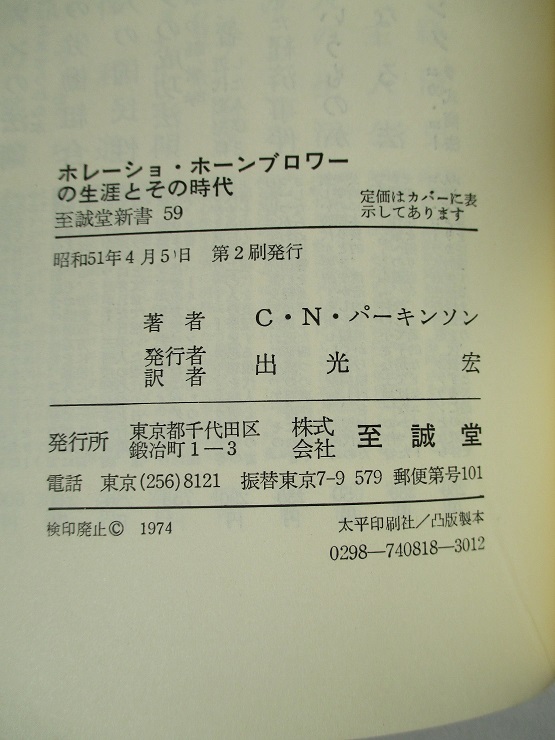 ホレーショ・ホーンブロワー
の生涯とその時代
至誠堂新書 59
定価はカバーに表
示してあります
昭和51年4月5日 第2刷発行
著者 C・N・パーキンソン
発行者
訳者 出光 宏
発行所 東京都千代田区
鍛冶町1―3
株式
会社 至誠堂
電話 東京(256)8121 振替東京7-9 579 郵便第号101
検印廃止© 1974
太平印刷社/凸版製本
0298―740818―3012